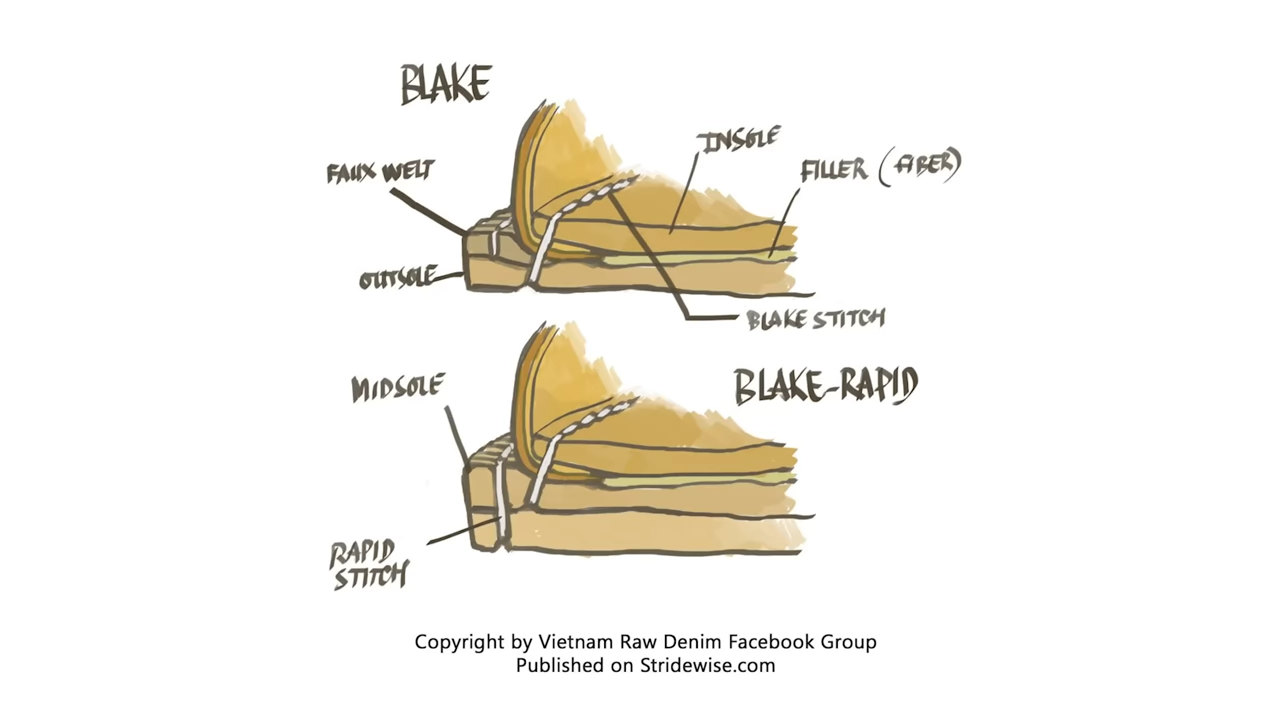 BLAKE
INSOLE
FILLER (FIBER)
FAUX WELT
OUTSOLE
BLAKE STITCH
MIDSOLE
BLAKE-RAPID
RAPID
STITCH
Copyright by Vietnam Raw Denim Facebook Group
Published on Stridewise.com